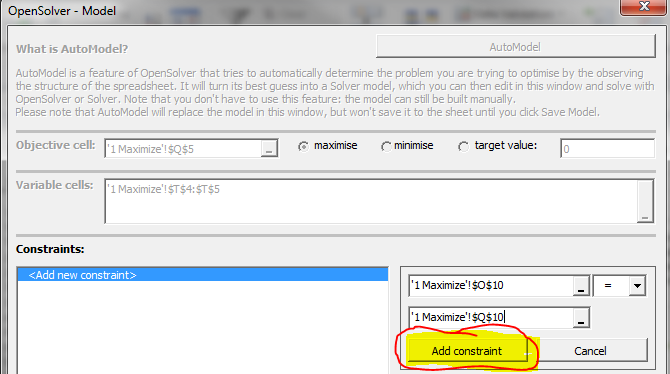 OpenSolver - Model
What is AutoModel?
AutoModel
AutoModel is a feature of OpenSolver that tries to automatically determine the problem you are trying to optimise by the observing
the structure of the spreadsheet. It will turn its best guess into a Solver model, which you can then edit in this window and solve with
OpenSolver or Solver. Note that you don't have to use this feature: the model can still be built manually.
Please note that AutoModel will replace the model in this window, but won't save it to the sheet until you click Save Model.
Objective cell: '1 Maximize'!$Q$5 _ maximise minimise target value: 0
Variable cells: '1 Maximize'!$T$4:$T$5 _
Constraints:
<Add new constraint>
'1 Maximize'!$O$10 _ =
'1 Maximize'!$Q$10 _
Add constraint Cancel